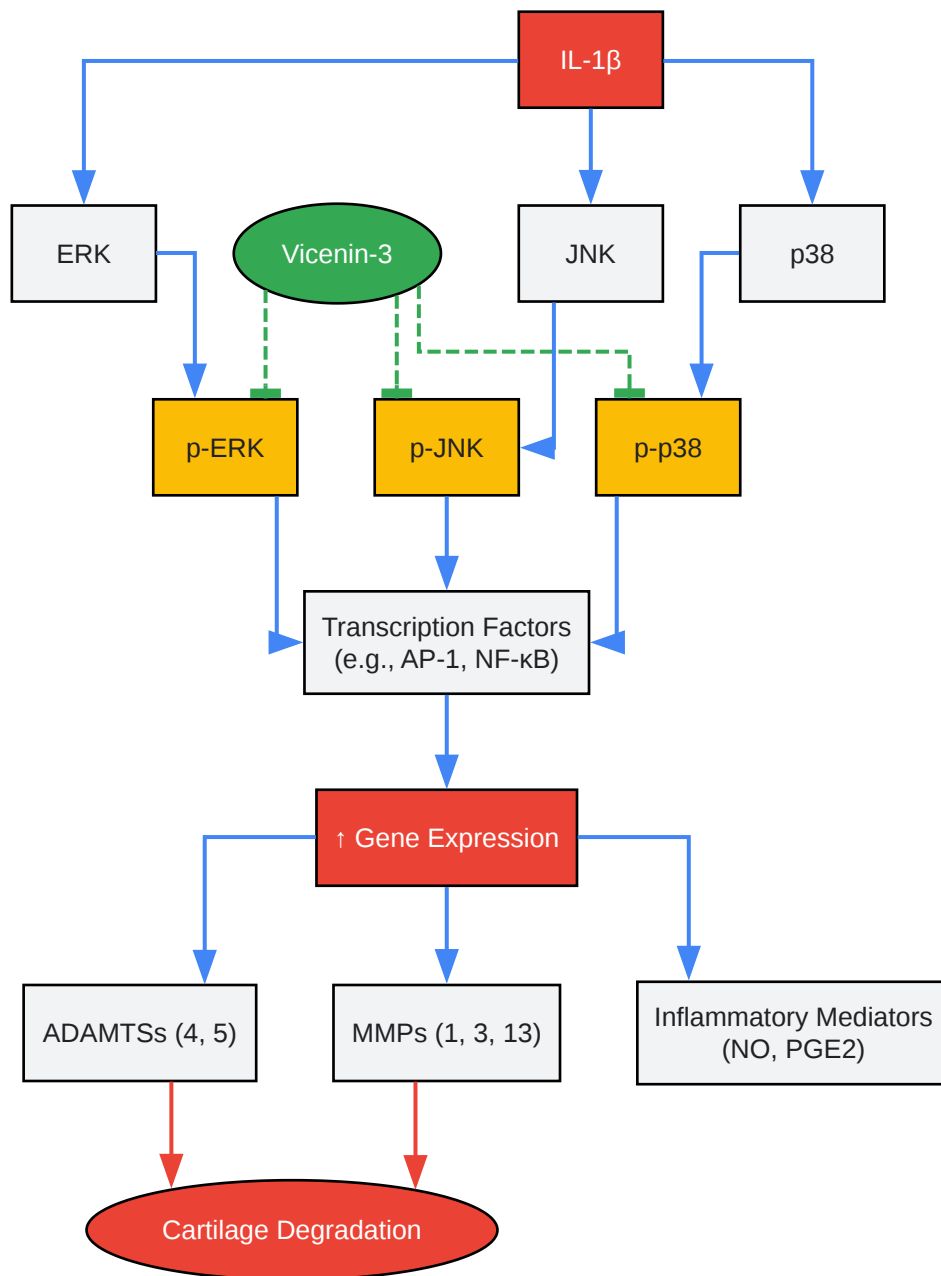 IL-1β
ERK
Vicenin-3
JNK
p38
p-ERK
p-JNK
p-p38
Transcription Factors
(e.g., AP-1, NF-κB)
↑ Gene Expression
ADAMTSs (4, 5)
MMPs (1, 3, 13)
Inflammatory Mediators
(NO, PGE2)
Cartilage Degradation